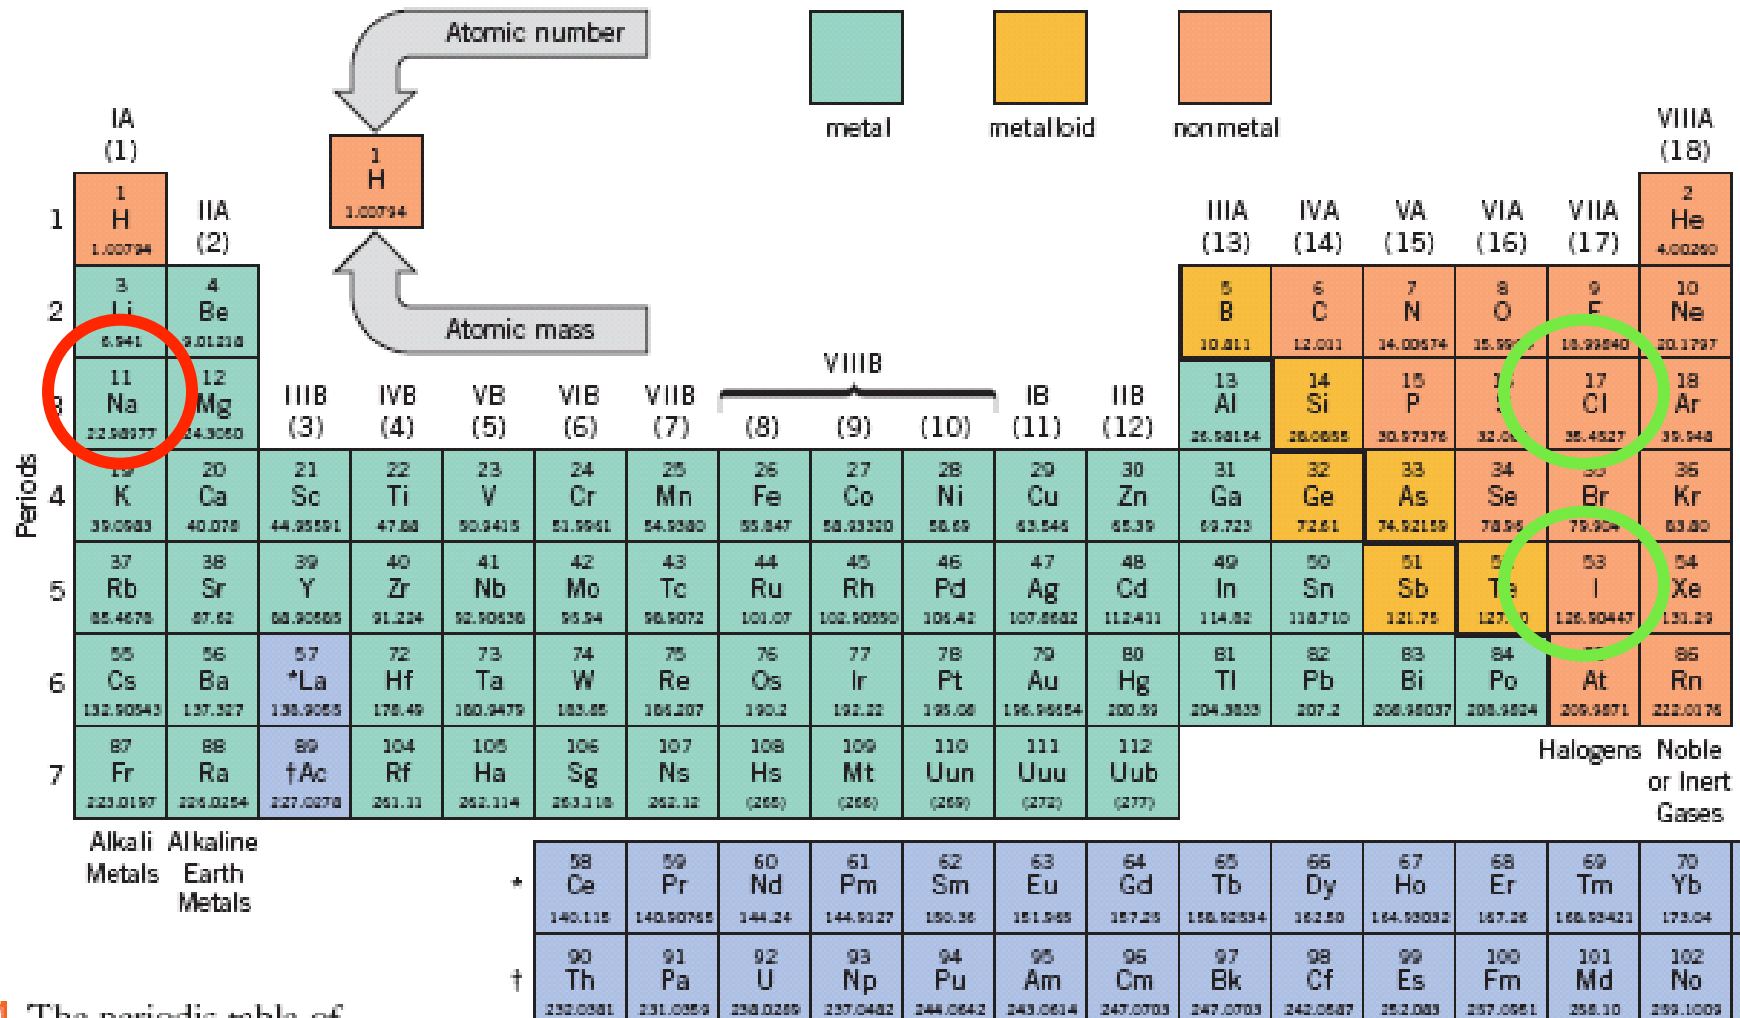 Atomic number
1
H
1.00794
Atomic mass
metal metalloid nonmetal
IA
(1)
IIA
(2)
IIIA IVA VA VIA VIIA
(13) (14) (15) (16) (17)
VIIIA
(18)
1
1 2
H He
1.00794 4.00260
2
3 4 5 6 7 8 9 10
Li Be B C N O F Ne
6.941 9.01218 10.811 12.011 14.00674 18.99840 20.1797
VIIIB
IIIB IVB VB VIB VIIB IB IIB
(3) (4) (5) (6) (7) (8) (9) (10) (11) (12)
3
11 12 13 14 15 17 18
Na Mg Al Si P S Cl Ar
22.98977 24.3050 26.98154 28.0855 30.97376 35.4527 39.948
Periods
4
19 20 21 22 23 24 25 26 27 28 29 30 31 32 33 34 35 36
K Ca Sc Ti V Cr Mn Fe Co Ni Cu Zn Ga Ge As Se Br Kr
39.0983 40.078 44.95591 47.88 50.9415 51.9961 54.9380 55.847 58.93320 58.69 63.546 65.39 69.723 72.61 74.92159 78.96 79.904 83.80
5
37 38 39 40 41 42 43 44 45 46 47 48 49 50 51 53 54
Rb Sr Y Zr Nb Mo Tc Ru Rh Pd Ag Cd In Sn Sb Te I Xe
85.4678 87.62 88.90585 91.224 92.90638 95.94 98.9072 101.07 102.90550 106.42 107.8682 112.411 114.82 118.710 121.75 126.90447 131.29
6
55 56 57 72 73 74 75 76 77 78 79 80 81 82 83 84 86
Cs Ba *La Hf Ta W Re Os Ir Pt Au Hg Tl Pb Bi Po At Rn
132.90543 137.327 138.9055 178.49 180.9479 183.85 186.207 190.2 192.22 195.08 196.96654 200.59 204.3833 207.2 208.98037 208.9824 209.9871 222.0176
7
87 88 89 104 105 106 107 108 109 110 111 112
Fr Ra †Ac Rf Ha Sg Ns Hs Mt Uun Uuu Uub
223.0197 226.0254 227.0278 261.11 262.114 263.118 262.12 (265) (266) (269) (272) (277)
Halogens Noble
or Inert
Gases
Alkali Alkaline
Metals Earth
Metals
*
58 59 60 61 62 63 64 65 66 67 68 69 70
Ce Pr Nd Pm Sm Eu Gd Tb Dy Ho Er Tm Yb
140.115 140.90765 144.24 144.9127 150.36 151.965 157.25 158.92534 162.50 164.93032 167.26 168.93421 173.04
†
90 91 92 93 94 95 96 97 98 99 100 101 102
Th Pa U Np Pu Am Cm Bk Cf Es Fm Md No
232.0381 231.0359 238.0289 237.0482 244.0642 243.0614 247.0703 247.0703 242.0587 252.083 257.0951 258.10 259.1009
The periodic table of